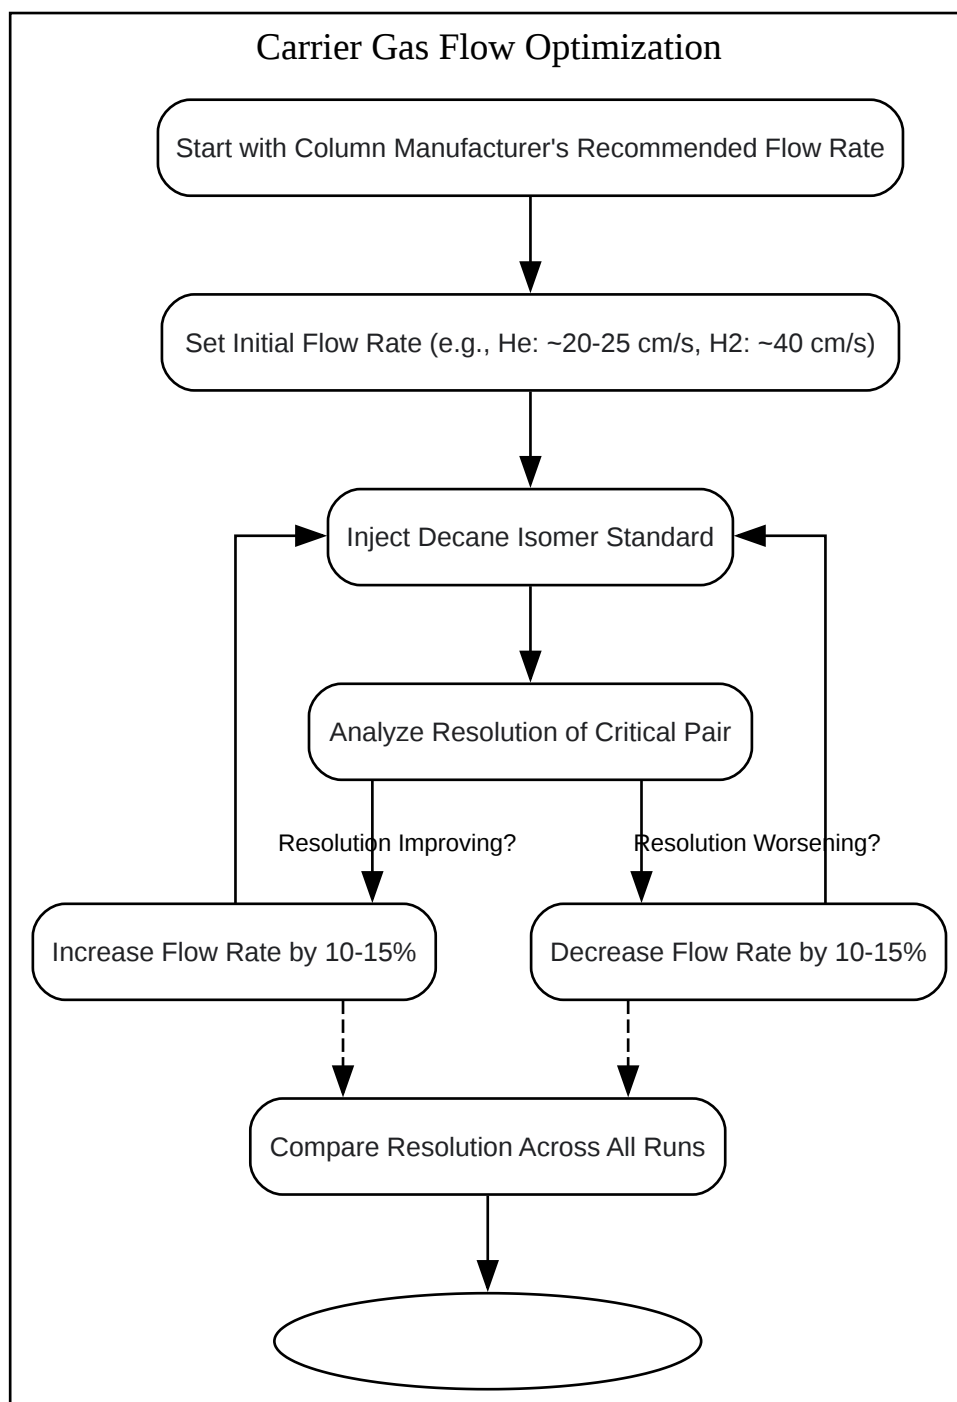 Carrier Gas Flow Optimization
Start with Column Manufacturer's Recommended Flow Rate
Set Initial Flow Rate (e.g., He: ~20-25 cm/s, H2: ~40 cm/s)
Inject Decane Isomer Standard
Analyze Resolution of Critical Pair
Resolution Improving?
Resolution Worsening?
Increase Flow Rate by 10-15%
Decrease Flow Rate by 10-15%
Compare Resolution Across All Runs